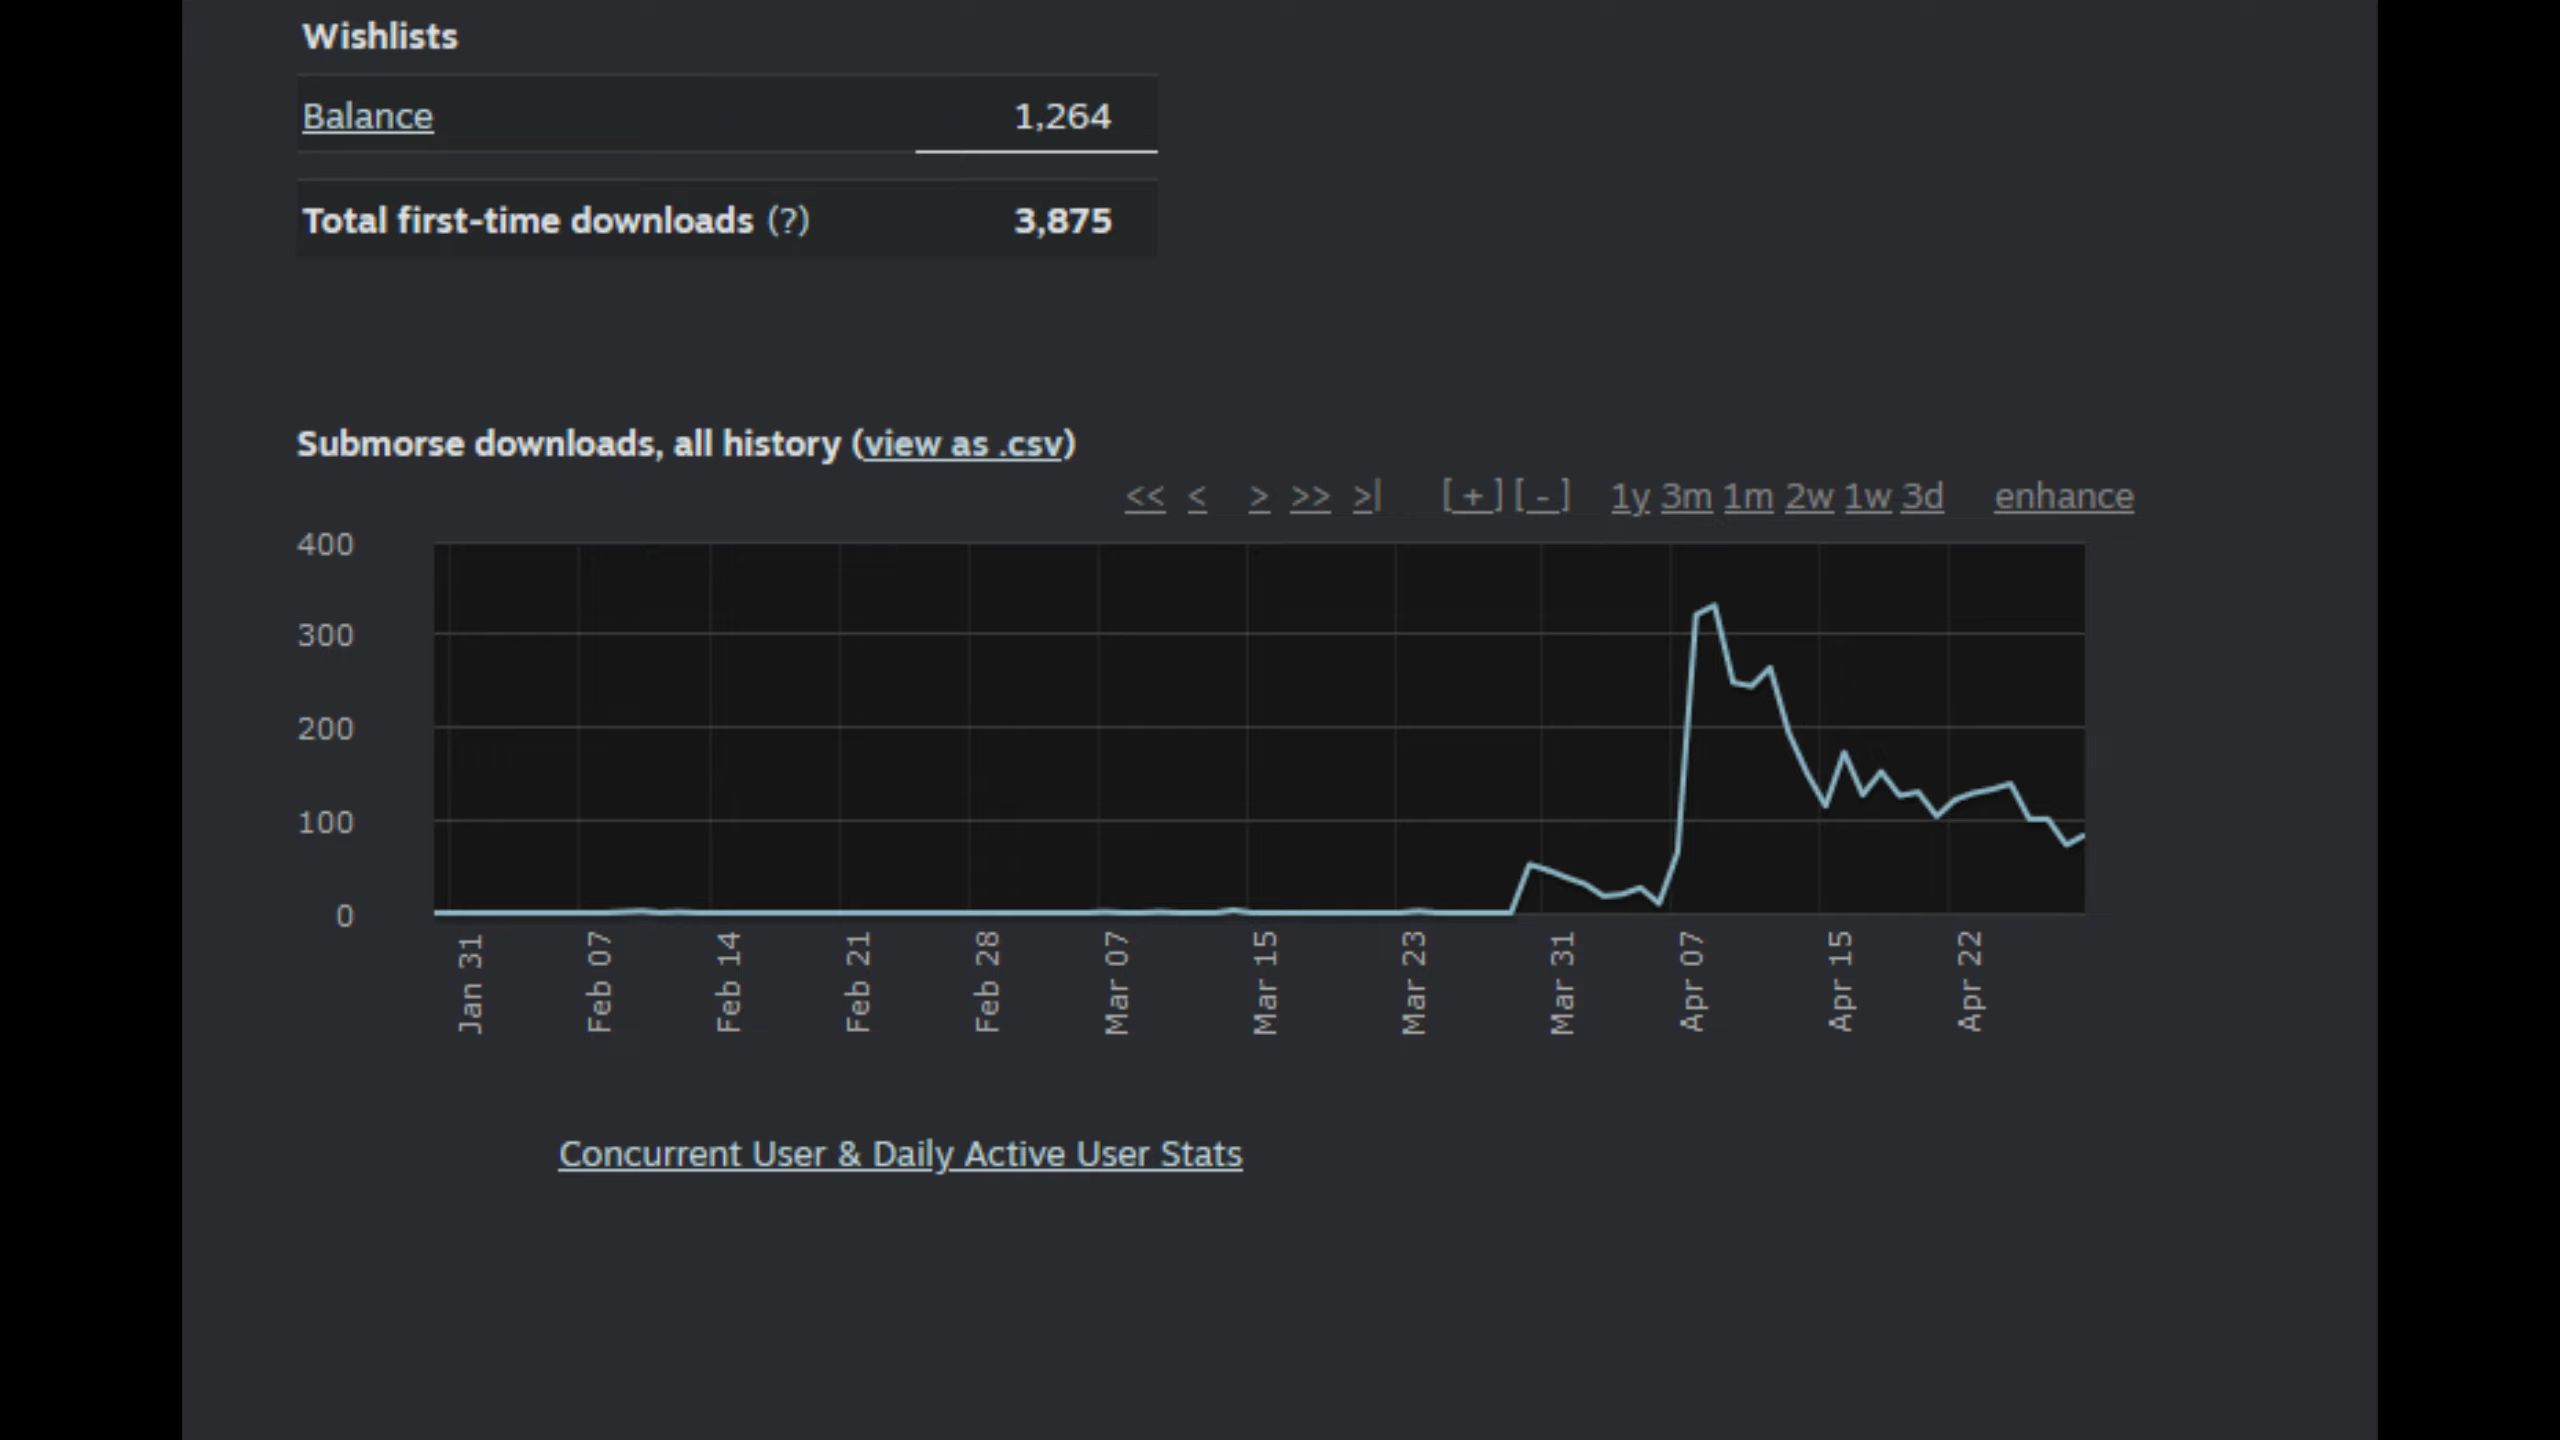 Wishlists
Balance 1,264
Total first-time downloads (?) 3,875
Submorse downloads, all history (view as .csv)
<< < > >> >| [ + ] [ - ] 1y 3m 1m 2w 1w 3d enhance
400
300
200
100
0
Jan 31 Feb 07 Feb 14 Feb 21 Feb 28 Mar 07 Mar 15 Mar 23 Mar 31 Apr 07 Apr 15 Apr 22
Concurrent User & Daily Active User Stats